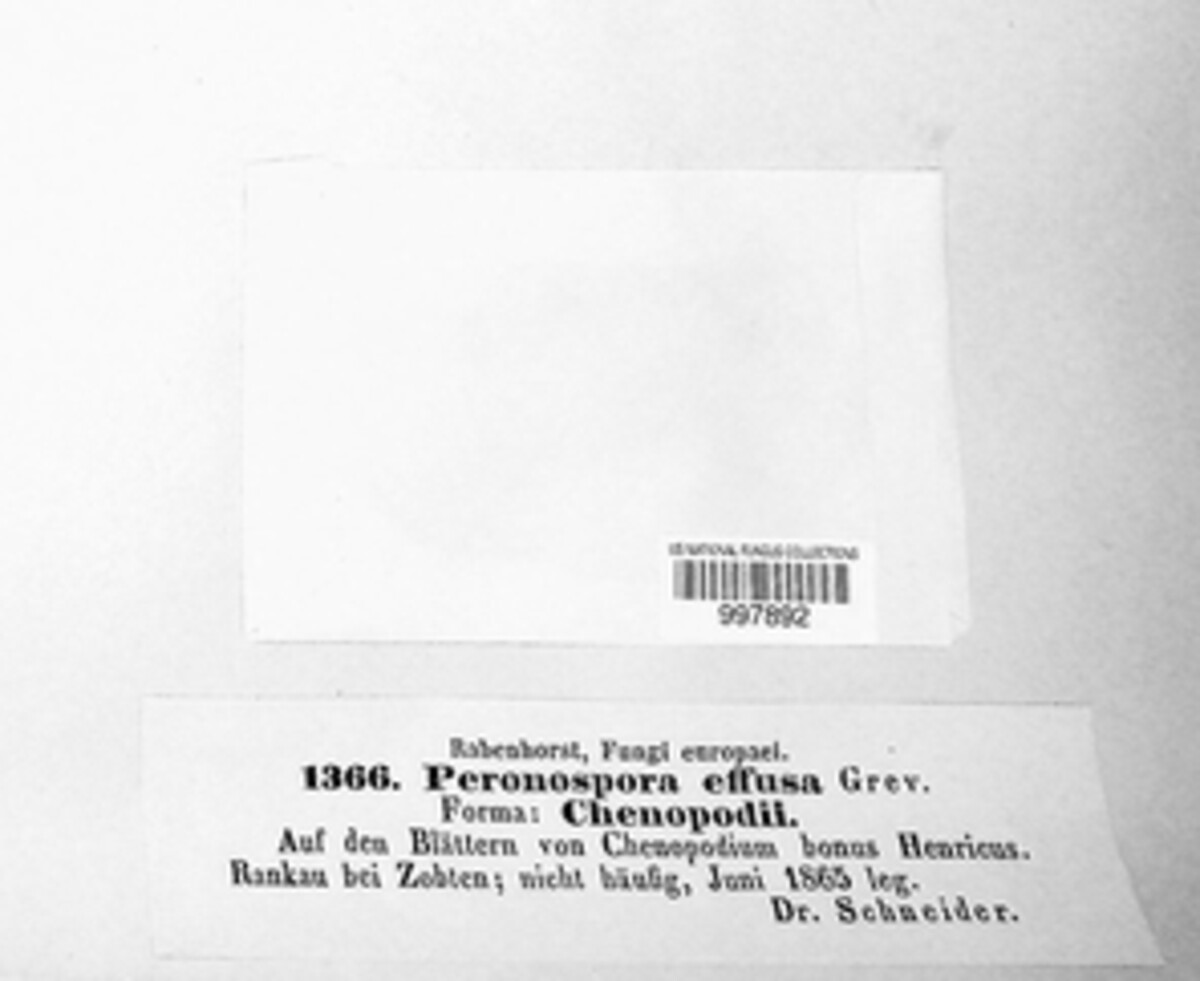 US NATIONAL FUNGUS COLLECTIONS
997892
Rabenhorst, Fungi europaei.
1366. Peronospora effusa Grev.
Forma: Chenopodii.
Auf den Blättern von Chenopodium bonus Henricus.
Rankau bei Zobten; nicht häufig, Juni 1865 leg.
Dr. Schneider.